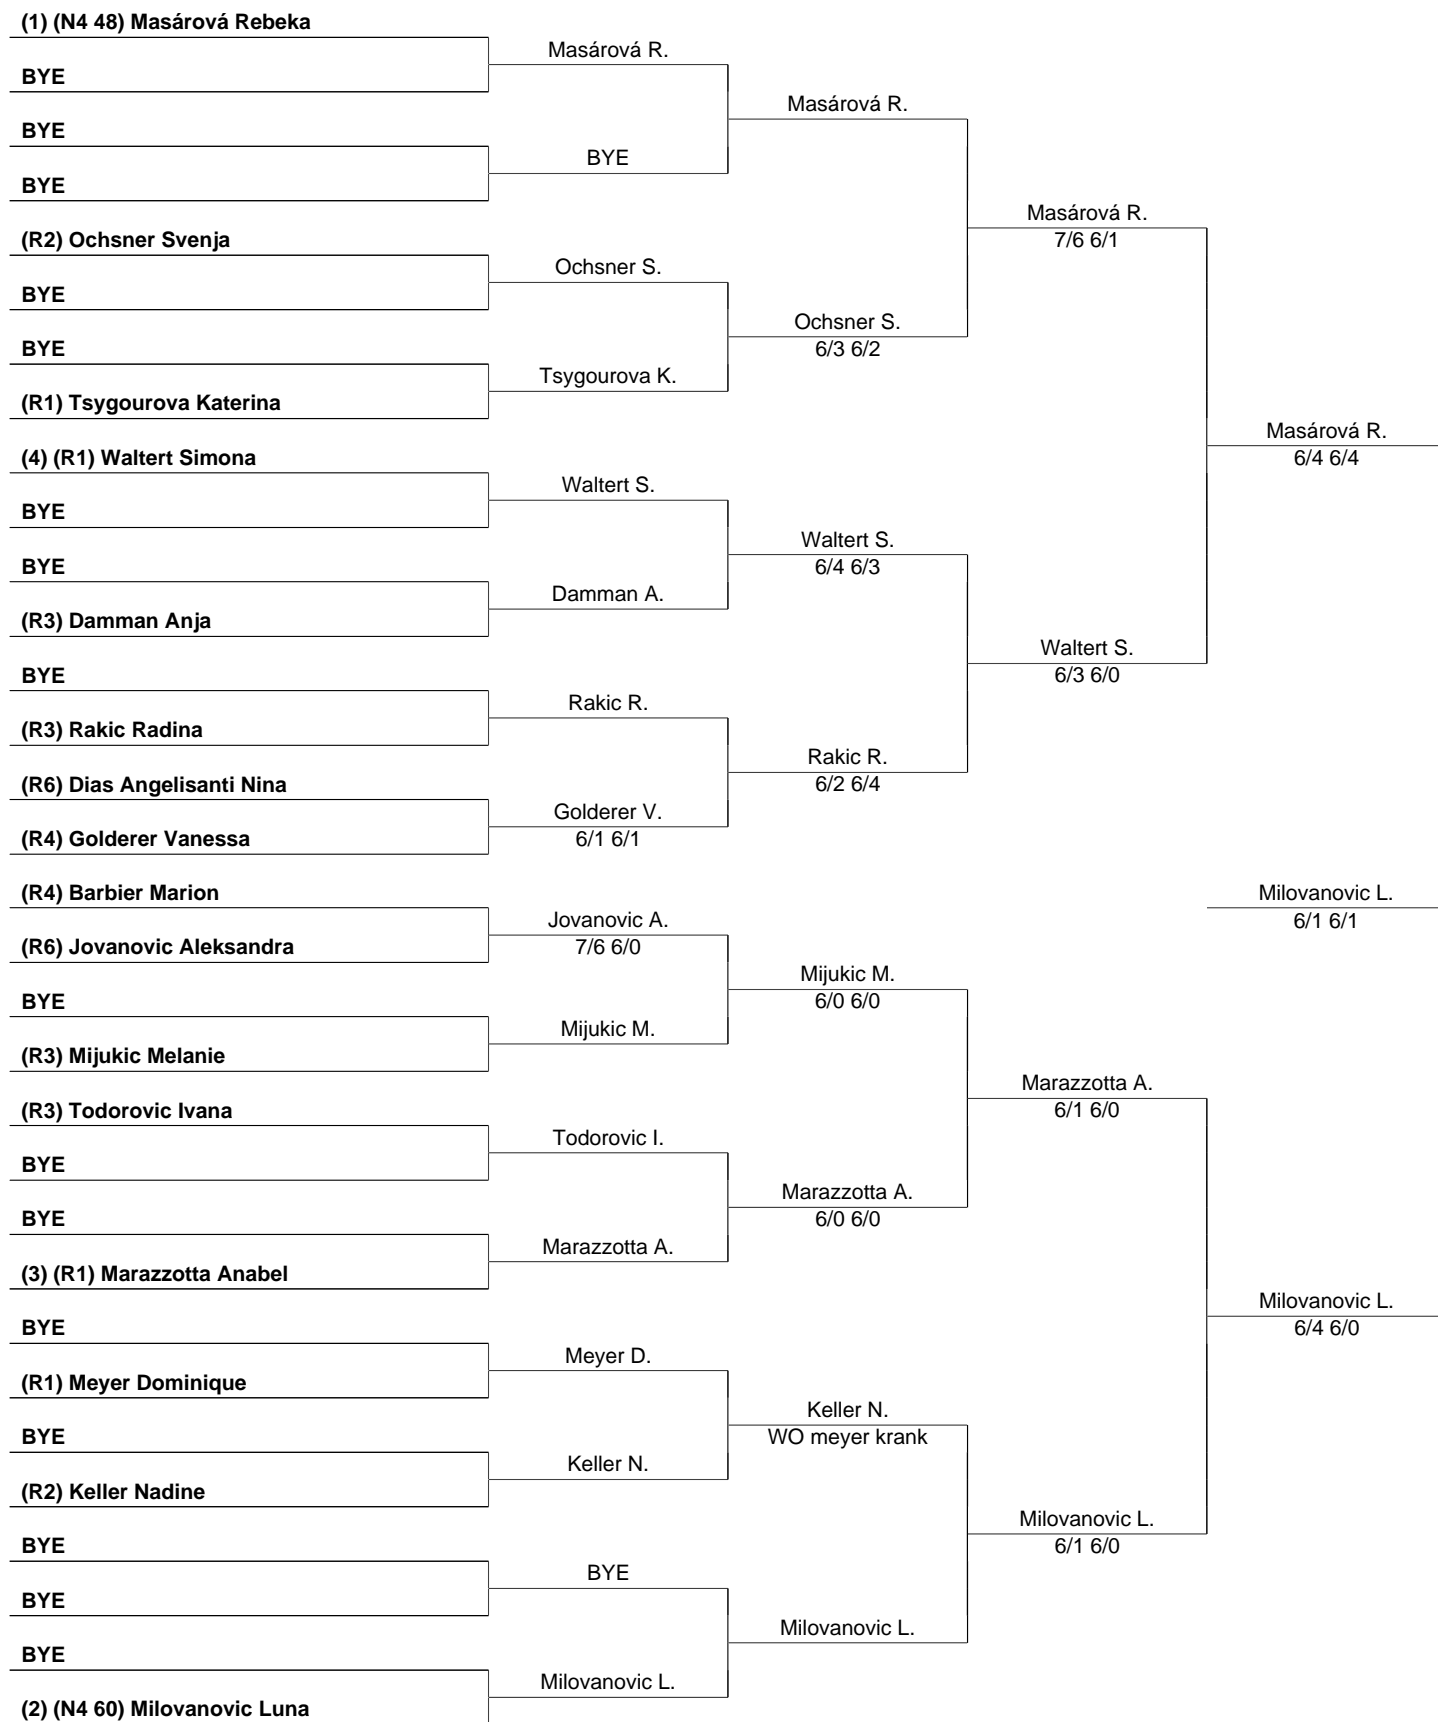 (1) (N4 48) Masárová Rebeka
BYE
BYE
BYE
(R2) Ochsner Svenja
BYE
BYE
(R1) Tsygourova Katerina
(4) (R1) Waltert Simona
BYE
BYE
(R3) Damman Anja
BYE
(R3) Rakic Radina
(R6) Dias Angelisanti Nina
(R4) Golderer Vanessa
(R4) Barbier Marion
(R6) Jovanovic Aleksandra
BYE
(R3) Mijukic Melanie
(R3) Todorovic Ivana
BYE
BYE
(3) (R1) Marazzotta Anabel
BYE
(R1) Meyer Dominique
BYE
(R2) Keller Nadine
BYE
BYE
BYE
(2) (N4 60) Milovanovic Luna
Masárová R.
BYE
Ochsner S.
Tsygourova K.
Waltert S.
Damman A.
Rakic R.
Golderer V.
6/1 6/1
Jovanovic A.
7/6 6/0
Mijukic M.
Todorovic I.
Marazzotta A.
Meyer D.
Keller N.
BYE
Milovanovic L.
Masárová R.
Ochsner S.
6/3 6/2
Waltert S.
6/4 6/3
Rakic R.
6/2 6/4
Mijukic M.
6/0 6/0
Marazzotta A.
6/0 6/0
Keller N.
WO meyer krank
Milovanovic L.
Masárová R.
7/6 6/1
Waltert S.
6/3 6/0
Marazzotta A.
6/1 6/0
Milovanovic L.
6/1 6/0
Masárová R.
6/4 6/4
Milovanovic L.
6/1 6/1
Milovanovic L.
6/4 6/0